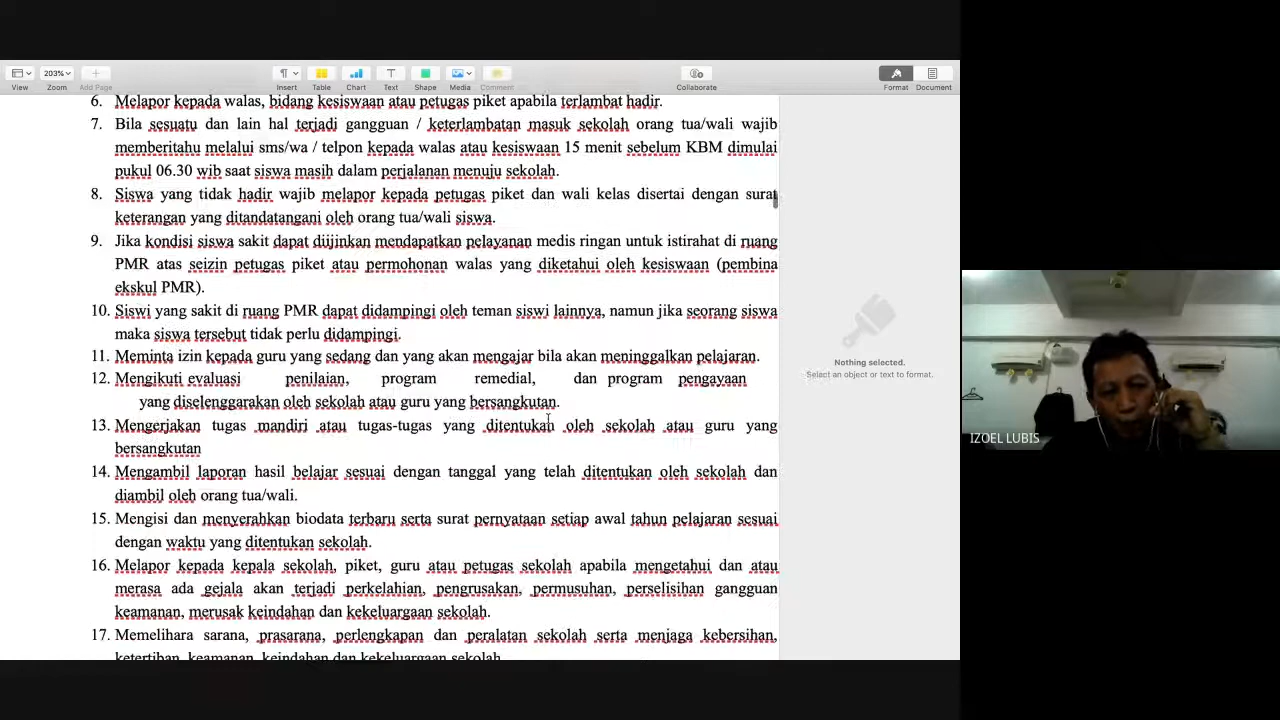 View
203%
Zoom
Add Page
Insert
Table
Chart
Text
Shape
Media
Comment
Collaborate
Format
Document
6. Melapor kepada walas, bidang kesiswaan atau petugas piket apabila terlambat hadir.
7. Bila sesuatu dan lain hal terjadi gangguan / keterlambatan masuk sekolah orang tua/wali wajib
memberitahu melalui sms/wa / telpon kepada walas atau kesiswaan 15 menit sebelum KBM dimulai
pukul 06.30 wib saat siswa masih dalam perjalanan menuju sekolah.
8. Siswa yang tidak hadir wajib melapor kepada petugas piket dan wali kelas disertai dengan surat
keterangan yang ditandatangani oleh orang tua/wali siswa.
9. Jika kondisi siswa sakit dapat diijinkan mendapatkan pelayanan medis ringan untuk istirahat di ruang
PMR atas seizin petugas piket atau permohonan walas yang diketahui oleh kesiswaan (pembina
ekskul PMR).
10. Siswi yang sakit di ruang PMR dapat didampingi oleh teman siswi lainnya, namun jika seorang siswa
maka siswa tersebut tidak perlu didampingi.
11. Meminta izin kepada guru yang sedang dan yang akan mengajar bila akan meninggalkan pelajaran.
12. Mengikuti evaluasi penilaian, program remedial, dan program pengayaan
yang diselenggarakan oleh sekolah atau guru yang bersangkutan.
13. Mengerjakan tugas mandiri atau tugas-tugas yang ditentukan oleh sekolah atau guru yang
bersangkutan
14. Mengambil laporan hasil belajar sesuai dengan tanggal yang telah ditentukan oleh sekolah dan
diambil oleh orang tua/wali.
15. Mengisi dan menyerahkan biodata terbaru serta surat pernyataan setiap awal tahun pelajaran sesuai
dengan waktu yang ditentukan sekolah.
16. Melapor kepada kepala sekolah, piket, guru atau petugas sekolah apabila mengetahui dan atau
merasa ada gejala akan terjadi perkelahian, pengrusakan, permusuhan, perselisihan gangguan
keamanan, merusak keindahan dan kekeluargaan sekolah.
17. Memelihara sarana, prasarana, perlengkapan dan peralatan sekolah serta menjaga kebersihan,
ketertiban, keamanan, keindahan dan kekeluargaan sekolah.
Nothing selected.
Select an object or text to format.
IZOEL LUBIS